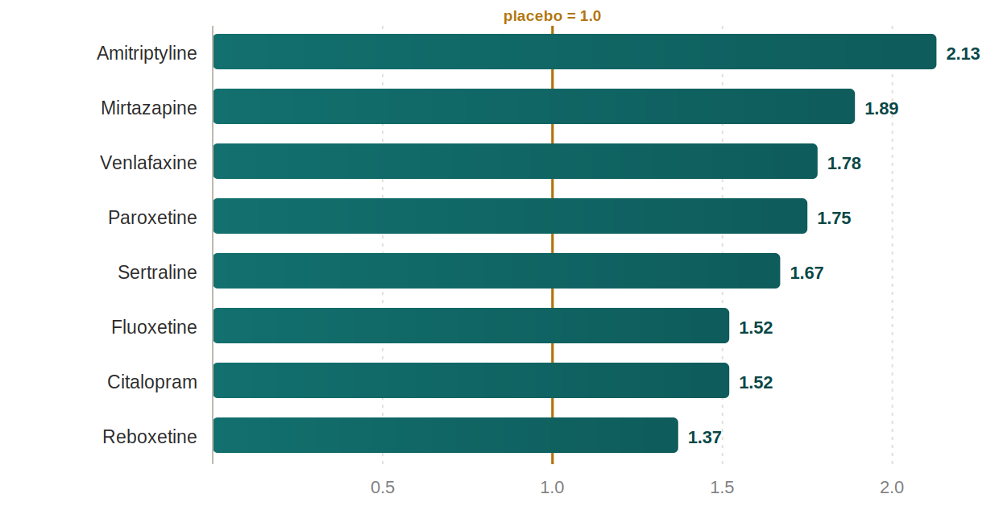 placebo = 1.0
Amitriptyline 2.13
Mirtazapine 1.89
Venlafaxine 1.78
Paroxetine 1.75
Sertraline 1.67
Fluoxetine 1.52
Citalopram 1.52
Reboxetine 1.37
0.5 1.0 1.5 2.0